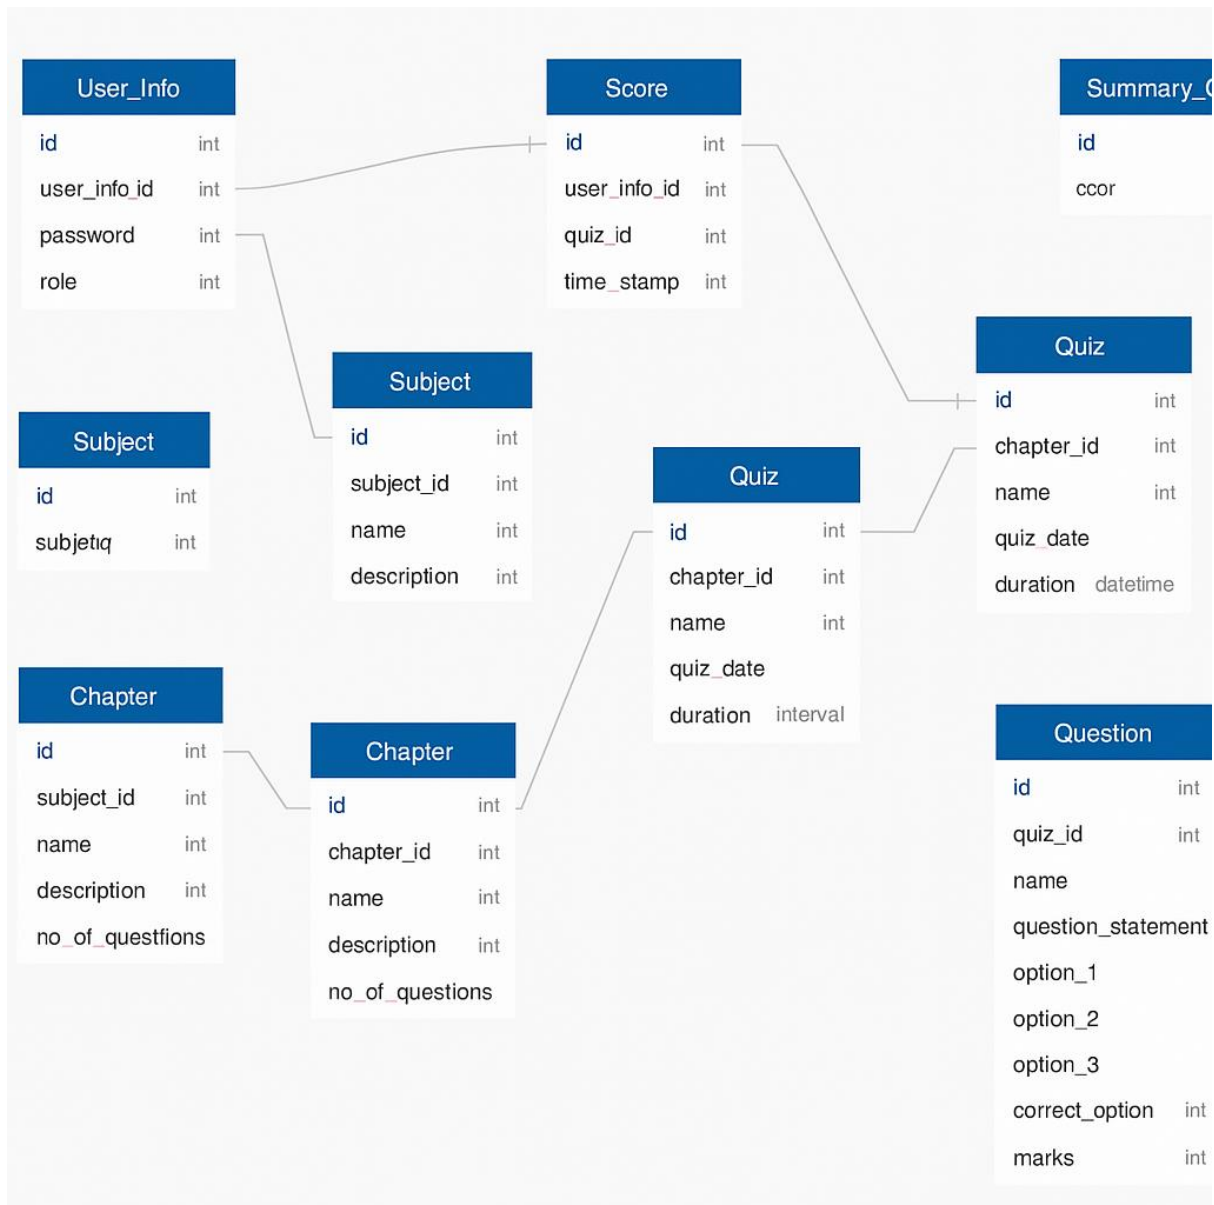 User_Info
id int
user_info_id int
password int
role int
Score
id int
user_info_id int
quiz_id int
time_stamp int
Summary_
id
ccor
Subject
id int
subject_id int
name int
description int
Quiz
id int
chapter_id int
name int
quiz_date
duration datetime
Subject
id int
subjetıq int
Quiz
id int
chapter_id int
name int
quiz_date
duration interval
Chapter
id int
subject_id int
name int
description int
no_of_questfions
Chapter
id int
chapter_id int
name int
description int
no_of_questions
Question
id int
quiz_id int
name
question_statement
option_1
option_2
option_3
correct_option int
marks int